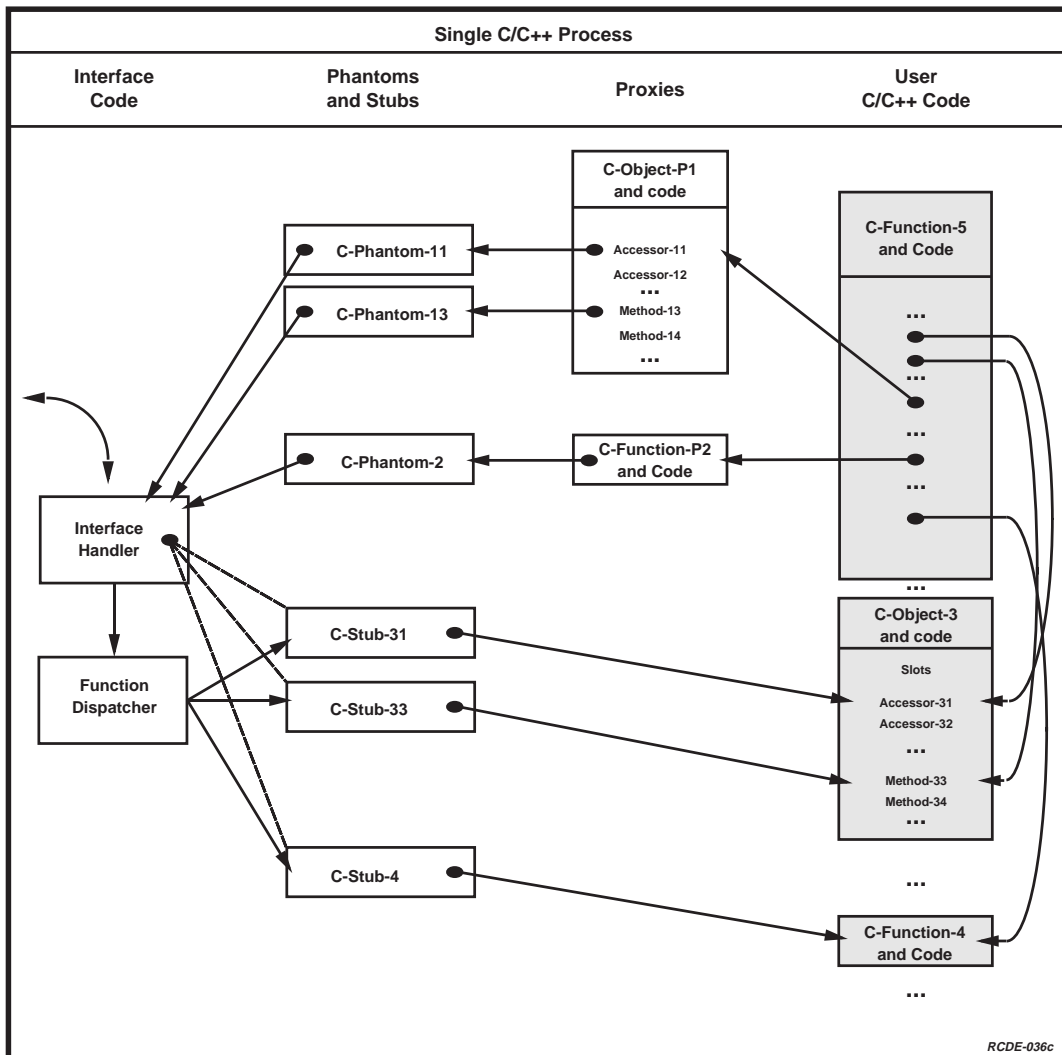 Single C/C++ Process
Interface
Code
Phantoms
and Stubs
Proxies
User
C/C++ Code
C-Object-P1
and code
Accessor-11
Accessor-12
...
Method-13
Method-14
...
C-Phantom-11
C-Phantom-13
C-Function-5
and Code
...
...
...
...
...
C-Phantom-2
C-Function-P2
and Code
Interface
Handler
Function
Dispatcher
C-Stub-31
C-Stub-33
C-Stub-4
C-Object-3
and code
Slots
Accessor-31
Accessor-32
...
Method-33
Method-34
...
...
C-Function-4
and Code
...
RCDE-036c